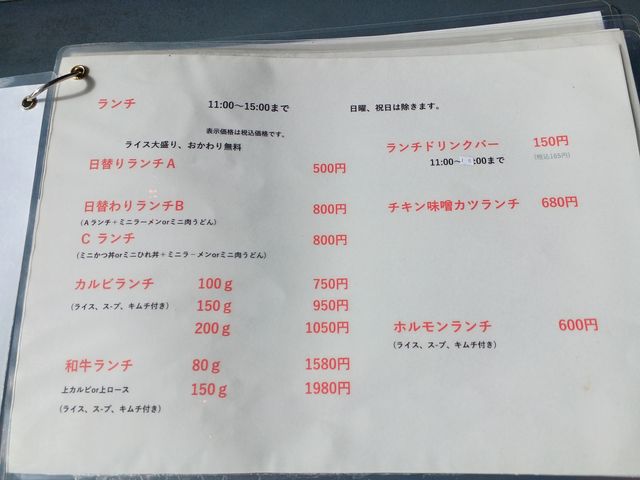 ランチ 11:00～15:00まで 日曜、祝日は除きます。
表示価格は税込価格です。
ライス大盛り、おかわり無料
日替りランチA 500円
日替わりランチB 800円
(Aランチ+ミニラーメンorミニ肉うどん)
C ランチ 800円
(ミニかつ丼orミニひれ丼+ミニラ－メンorミニ肉うどん)
カルビランチ 100g 750円
(ライス、ス-プ、キムチ付き) 150g 950円
200g 1050円
和牛ランチ 80g 1580円
上カルビor上ロース 150g 1980円
(ライス、ス-プ、キムチ付き)
ランチドリンクバー 150円
(税込165円)
11:00~ :00まで
チキン味噌カツランチ 680円
ホルモンランチ 600円
(ライス、ス-プ、キムチ付き)